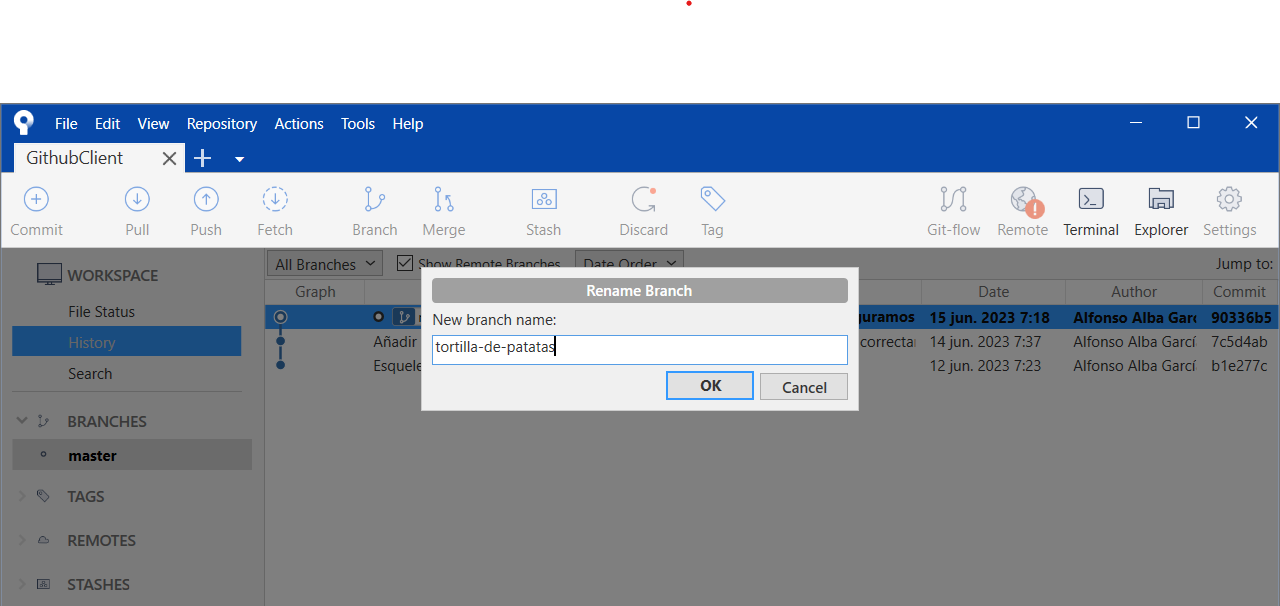 File Edit View Repository Actions Tools Help
GithubClient
Commit Pull Push Fetch Branch Merge Stash Discard Tag Git-flow Remote Terminal Explorer Settings
WORKSPACE
File Status
History
Search
BRANCHES
master
TAGS
REMOTES
STASHES
All Branches Show Remote Branches Date Order Jump to:
Graph Date Author Commit
15 jun. 2023 7:18 Alfonso Alba 90336b5
Añadir 14 jun. 2023 7:37 Alfonso Alba Garcí 7c5d4ab
12 jun. 2023 7:23 Alfonso Alba Garcí b1e277c
Rename Branch
New branch name:
tortilla-de-patatas
OK Cancel